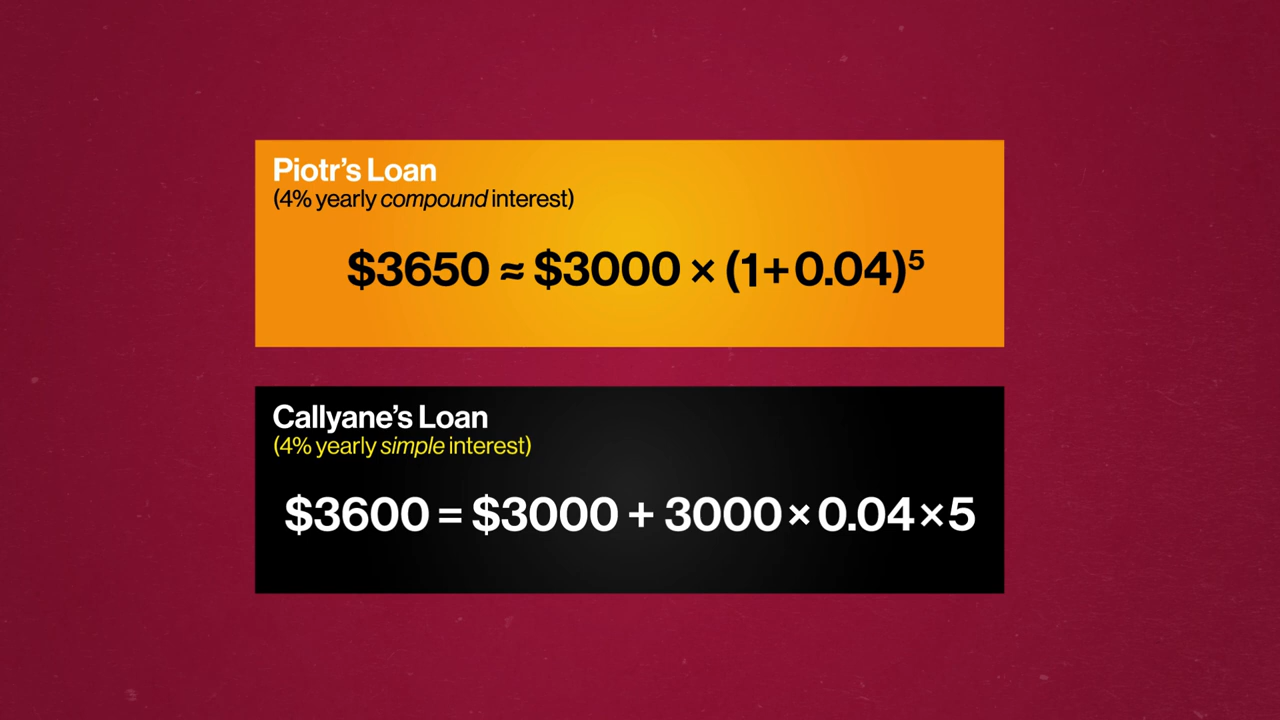 Piotr’s Loan
(4% yearly compound interest)
$3650 ≈ $3000 × (1+0.04)⁵
Callyane’s Loan
(4% yearly simple interest)
$3600 = $3000 + 3000×0.04×5